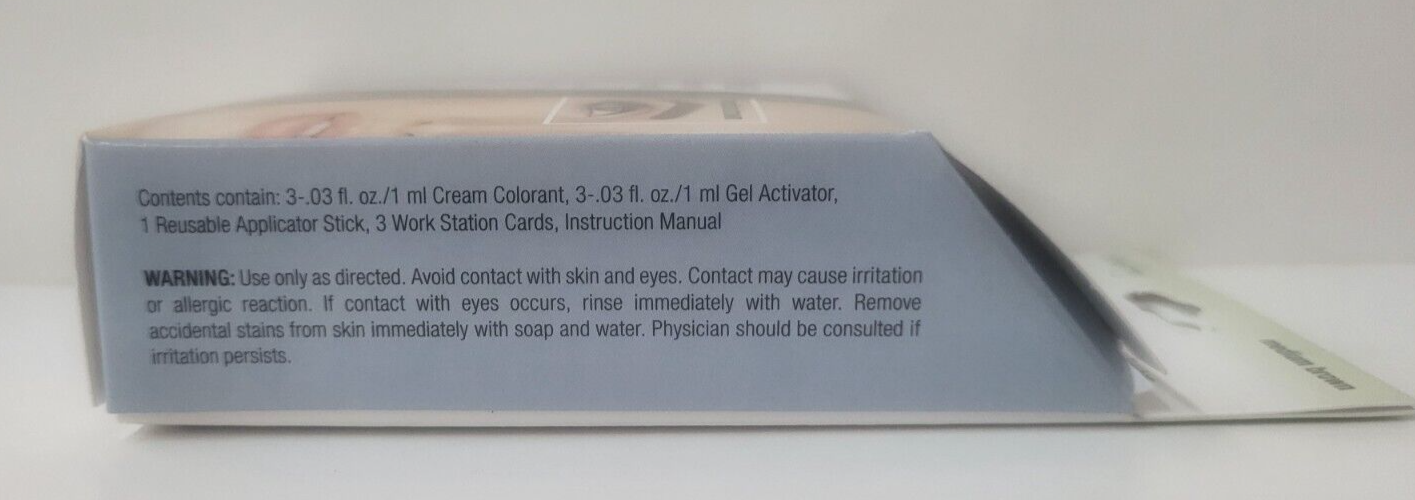 Contents contain: 3-.03 fl. oz./1 ml Cream Colorant, 3-.03 fl. oz./1 ml Gel Activator,
1 Reusable Applicator Stick, 3 Work Station Cards, Instruction Manual
WARNING: Use only as directed. Avoid contact with skin and eyes. Contact may cause irritation
or allergic reaction. If contact with eyes occurs, rinse immediately with water. Remove
accidental stains from skin immediately with soap and water. Physician should be consulted if
irritation persists.
medium brown